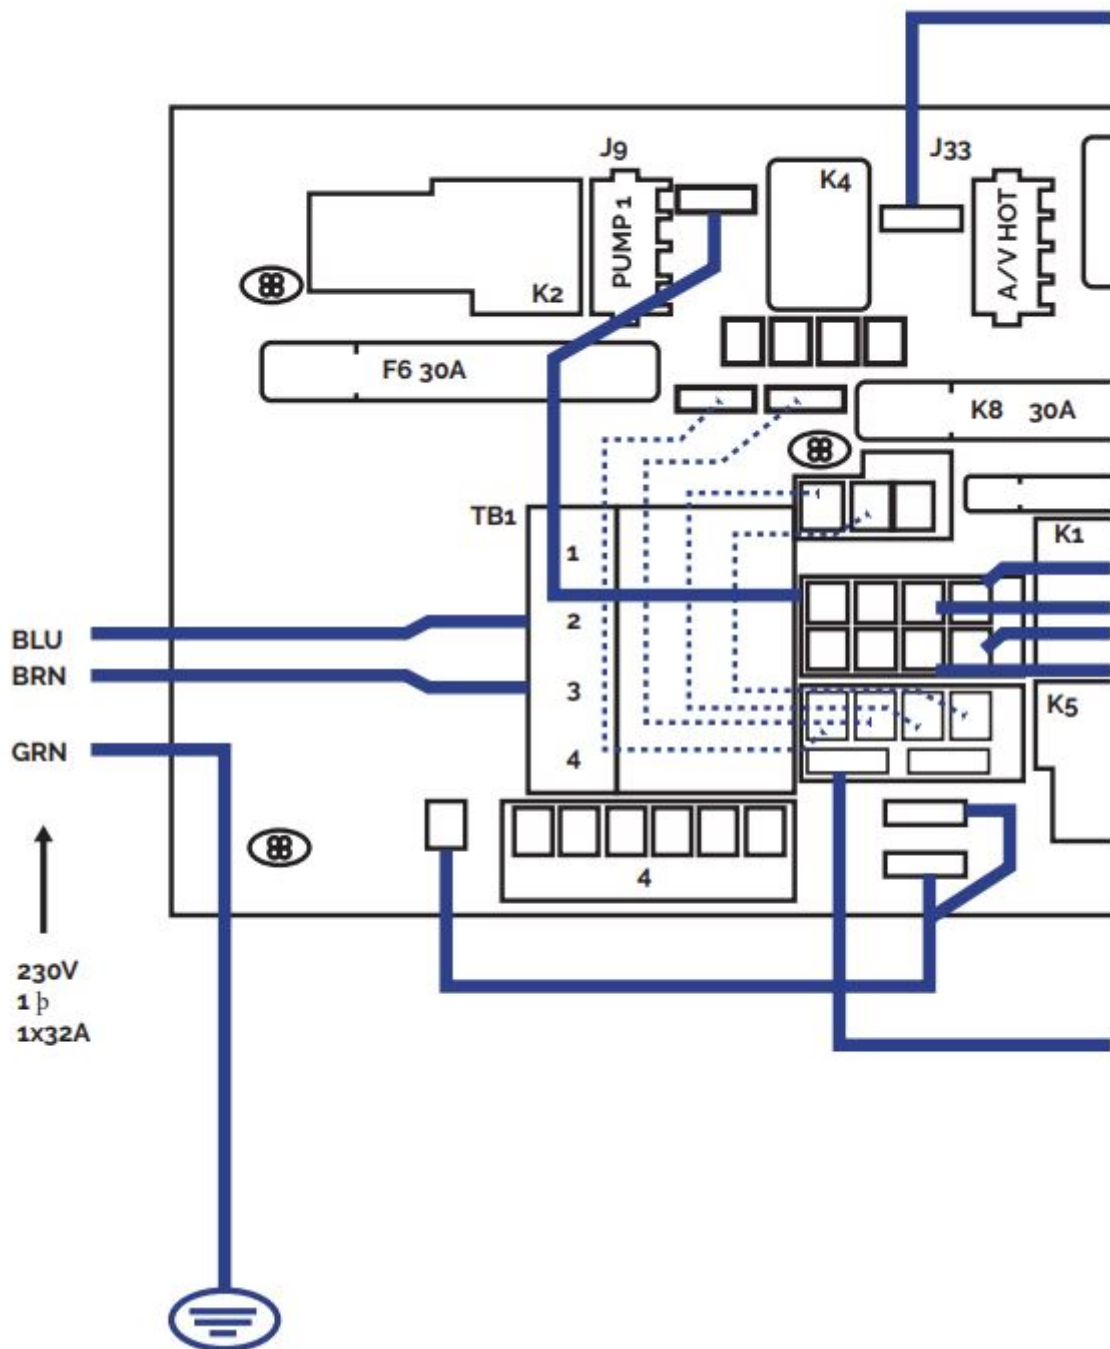 J9
J33
K4
PUMP 1
A/V HOT
K2
F6 30A
K8 30A
TB1
K1
1
BLU
2
BRN
3
K5
GRN
4
4
230V
1 þ
1x32A